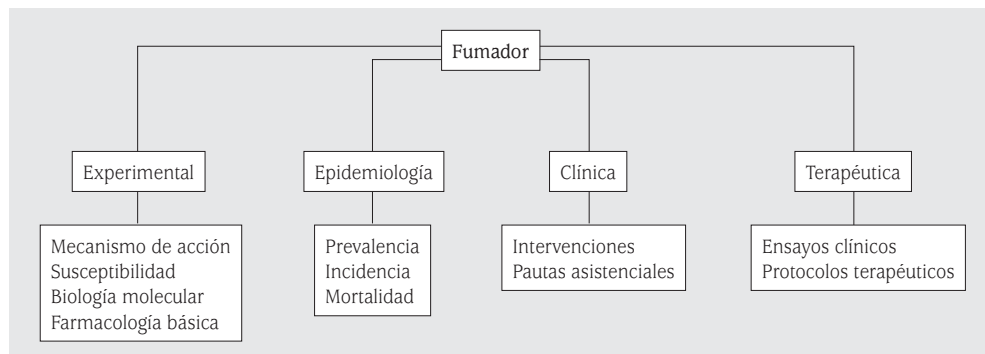 Fumador
Experimental
Epidemiología
Clínica
Terapéutica
Mecanismo de acción
Susceptibilidad
Biología molecular
Farmacología básica
Prevalencia
Incidencia
Mortalidad
Intervenciones
Pautas asistenciales
Ensayos clínicos
Protocolos terapéuticos